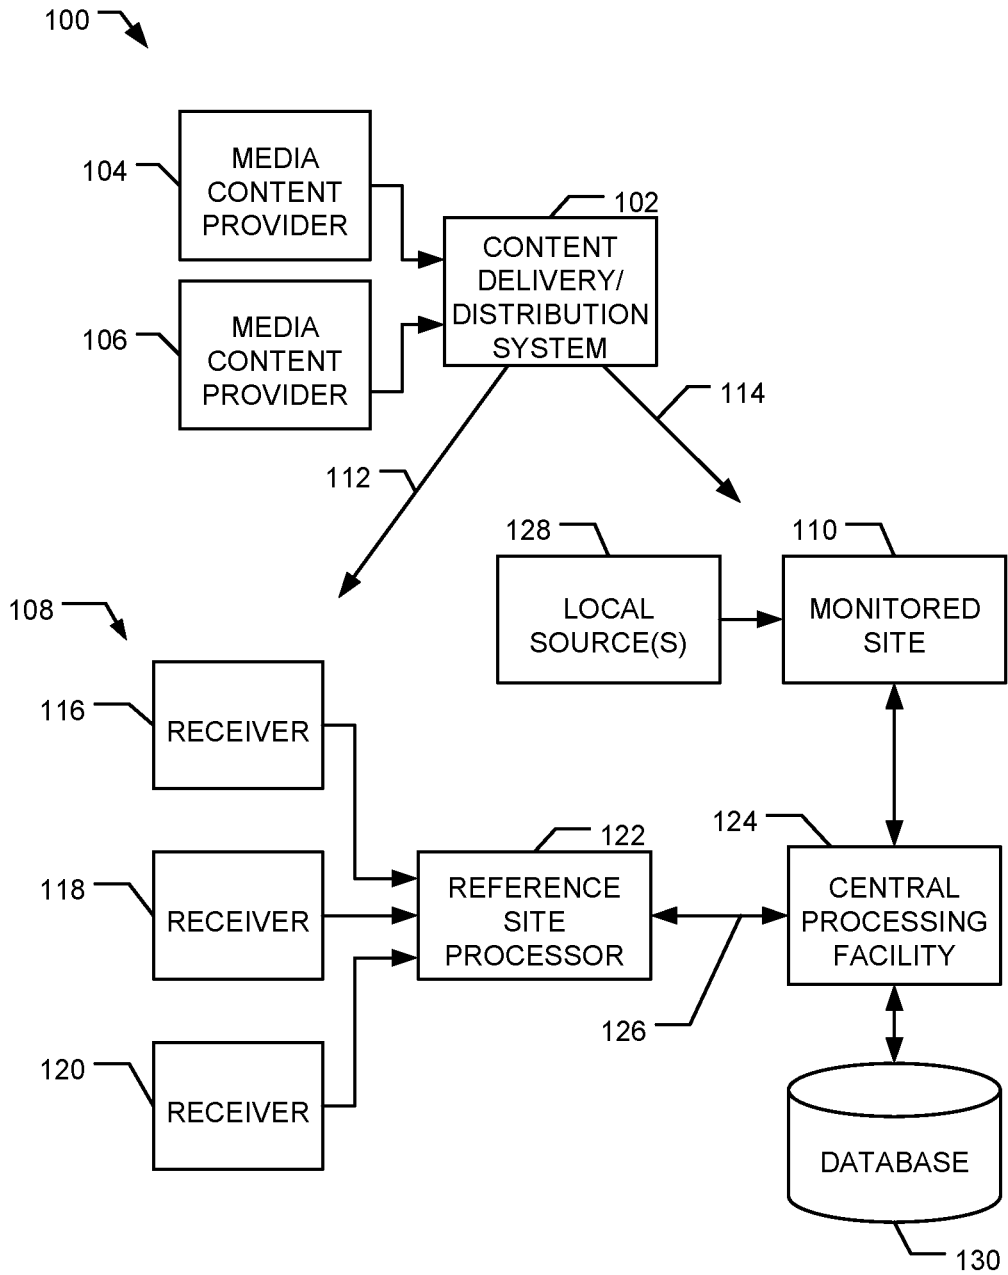 100
104
MEDIA
CONTENT
PROVIDER
102
CONTENT
DELIVERY/
DISTRIBUTION
SYSTEM
106
MEDIA
CONTENT
PROVIDER
114
112
128
110
LOCAL
SOURCE(S)
MONITORED
SITE
108
116
RECEIVER
122
124
118
RECEIVER
REFERENCE
SITE
PROCESSOR
CENTRAL
PROCESSING
FACILITY
126
120
RECEIVER
DATABASE
130